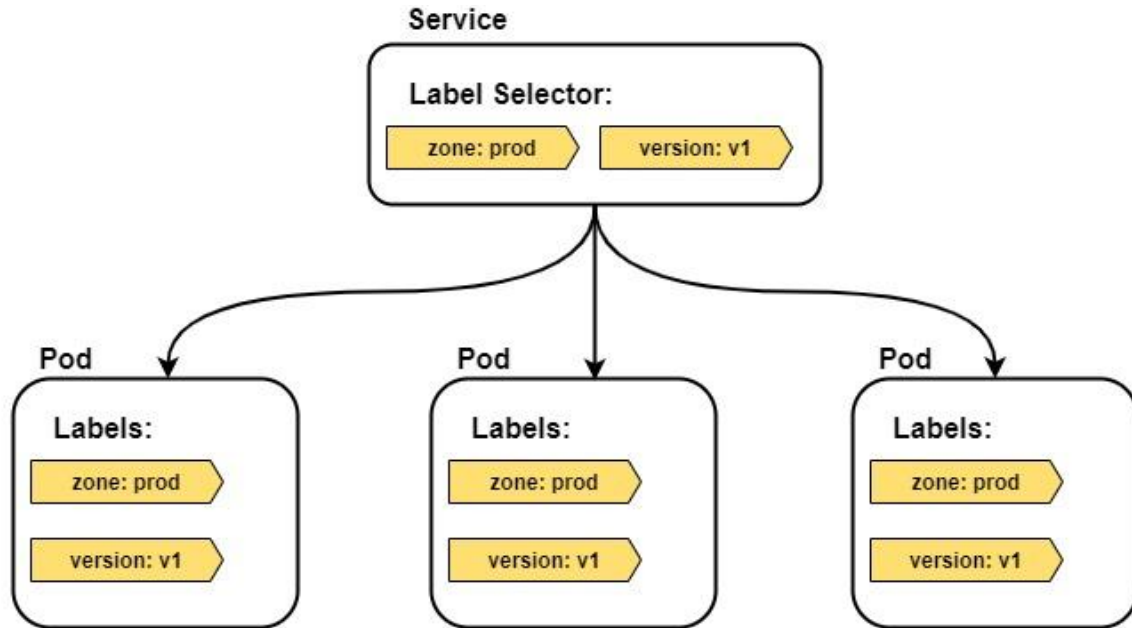 Service
Label Selector:
zone: prod
version: v1
Pod
Labels:
zone: prod
version: v1
Pod
Labels:
zone: prod
version: v1
Pod
Labels:
zone: prod
version: v1